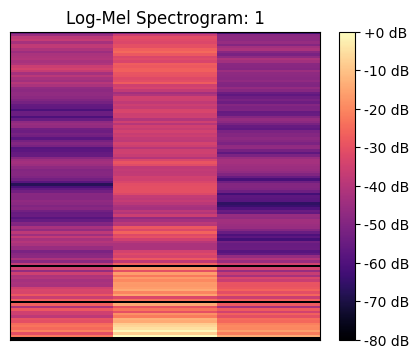 Log-Mel Spectrogram: 1
+0 dB
-10 dB
-20 dB
-30 dB
-40 dB
-50 dB
-60 dB
-70 dB
-80 dB